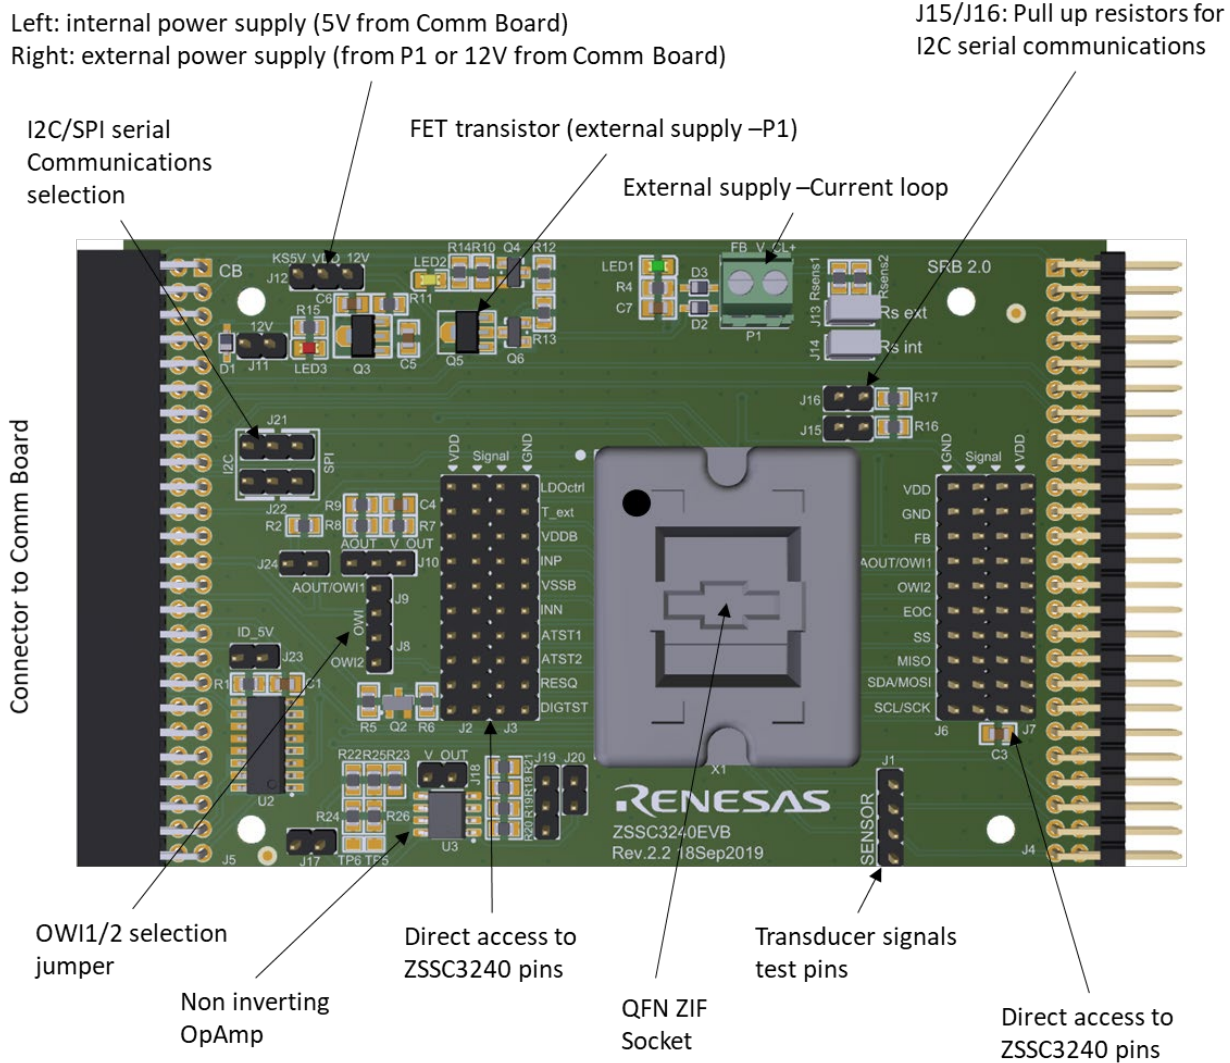 Left: internal power supply (5V from Comm Board)
Right: external power supply (from P1 or 12V from Comm Board)
J15/J16: Pull up resistors for
I2C serial communications
I2C/SPI serial
Communications
selection
FET transistor (external supply –P1)
External supply –Current loop
Connector to Comm Board
CB
KS5V VDD 12V
J12
C6
R11
R15
12V
D1
J11
LED3
Q3
C5
LED2
R14 R10 Q4 R12
Q5
Q6
R13
LED1
R4
C7
D3
D2
FB V CL+
P1
Rsens1
Rsens2
J13
Rs ext
J14
Rs int
SRB 2.0
J16
R17
J15
R16
J21
I2C
SPI
J22
R2
R9
R8
C4
R7
AOUT V OUT
J24
J10
AOUT/OWI1
J9
OWI
J8
OWI2
ID_5V
J23
R1
C1
U2
R5
Q2
R6
VDD
Signal
GND
LDOctrl
T_ext
VDDB
INP
VSSB
INN
ATST1
ATST2
RESQ
DIGTST
J2
J3
GND
Signal
VDD
VDD
GND
FB
AOUT/OWI1
OWI2
EOC
SS
MISO
SDA/MOSI
SCL/SCK
J6
J7
C3
X1
R22 R25 R23
V_OUT
J18
R24
R26
TP6 TP5
J17
U3
R21
R18
R19
R20
J19
J20
RENESAS
ZSSC3240EVB
Rev.2.2 18Sep2019
J1
SENSOR
J5
J4
OWI1/2 selection
jumper
Non inverting
OpAmp
Direct access to
ZSSC3240 pins
QFN ZIF
Socket
Transducer signals
test pins
Direct access to
ZSSC3240 pins